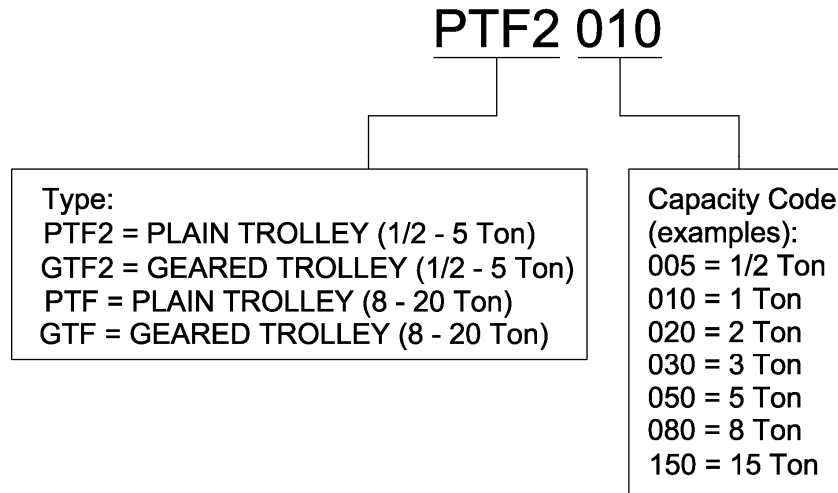 PTF2 010
Type:
PTF2 = PLAIN TROLLEY (1/2 - 5 Ton)
GTF2 = GEARED TROLLEY (1/2 - 5 Ton)
PTF = PLAIN TROLLEY (8 - 20 Ton)
GTF = GEARED TROLLEY (8 - 20 Ton)
Capacity Code
(examples):
005 = 1/2 Ton
010 = 1 Ton
020 = 2 Ton
030 = 3 Ton
050 = 5 Ton
080 = 8 Ton
150 = 15 Ton